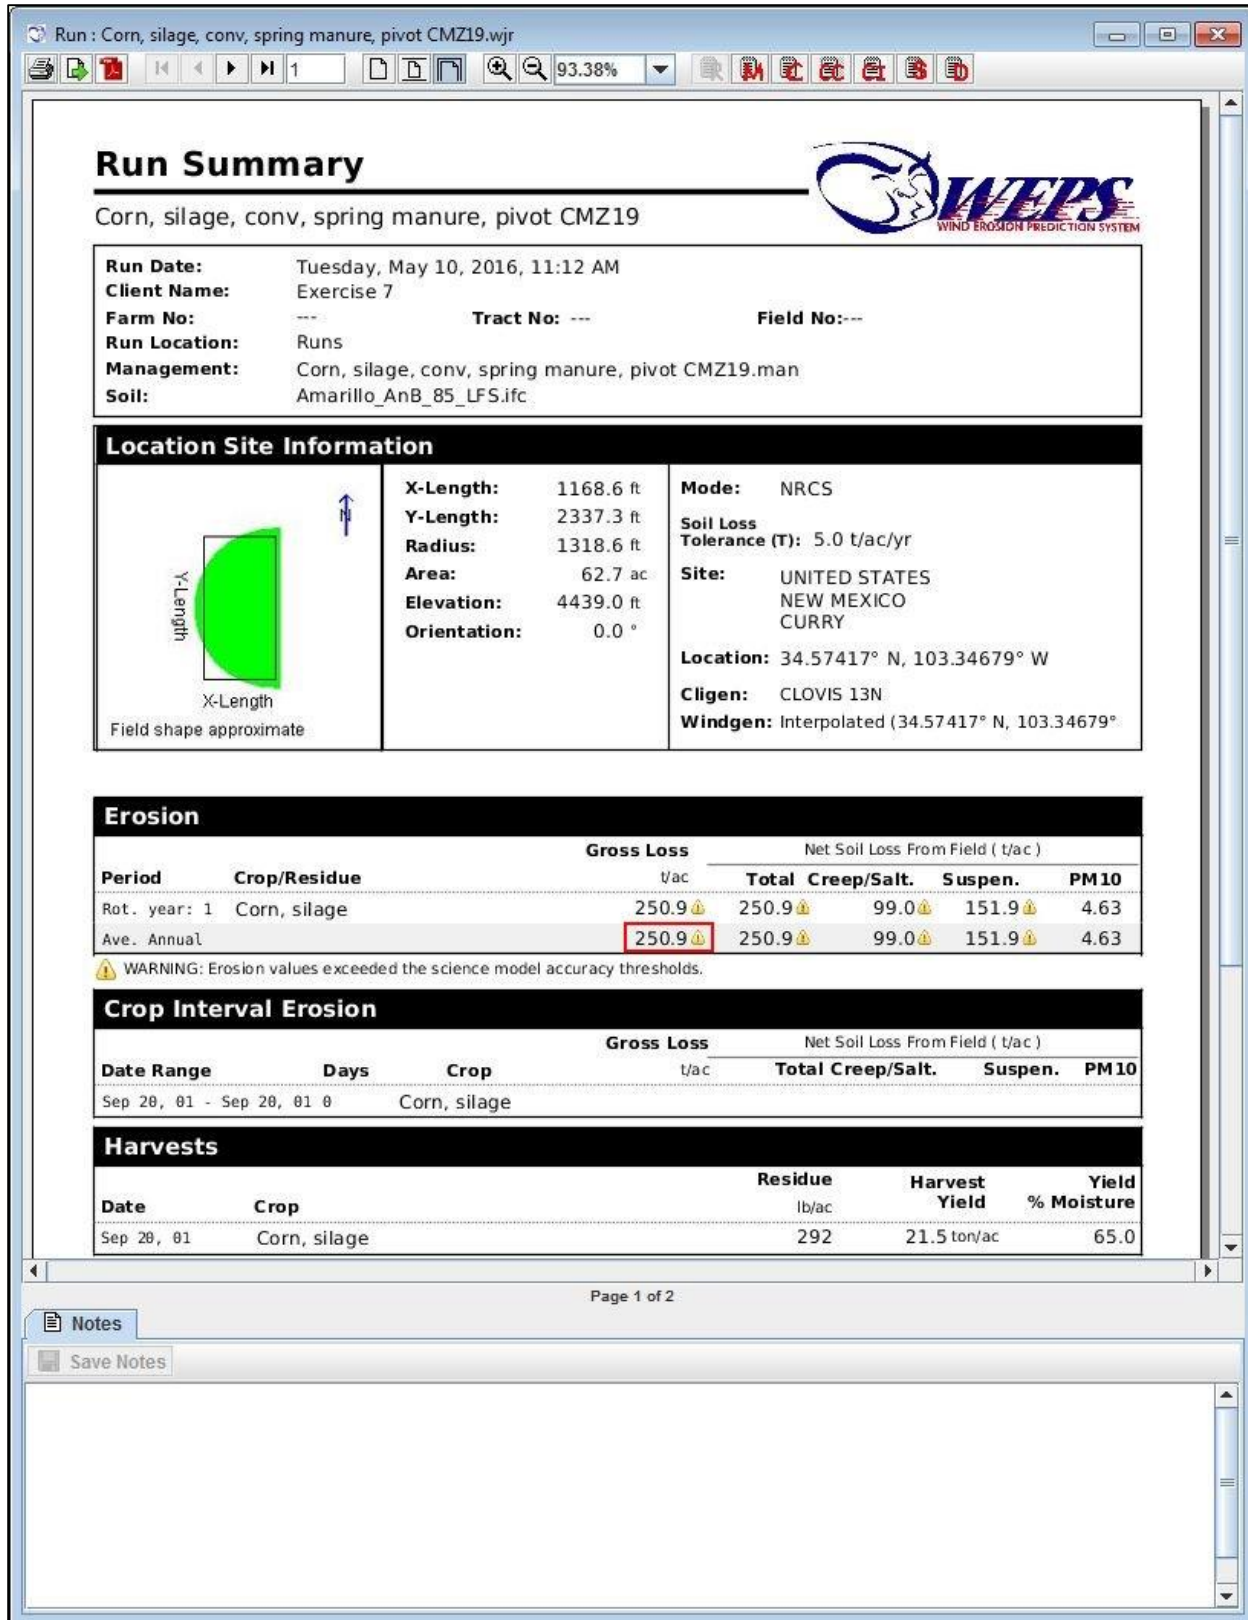 Run : Corn, silage, conv, spring manure, pivot CMZ19.wjr
1 93.38% R M C CC CI S D
Run Summary
WEPS
WIND EROSION PREDICTION SYSTEM
Corn, silage, conv, spring manure, pivot CMZ19
Run Date: Tuesday, May 10, 2016, 11:12 AM
Client Name: Exercise 7
Farm No: --- Tract No: --- Field No:---
Run Location: Runs
Management: Corn, silage, conv, spring manure, pivot CMZ19.man
Soil: Amarillo_AnB_85_LFS.ifc
Location Site Information
N
Y-Length
X-Length
Field shape approximate
X-Length: 1168.6 ft
Y-Length: 2337.3 ft
Radius: 1318.6 ft
Area: 62.7 ac
Elevation: 4439.0 ft
Orientation: 0.0 °
Mode: NRCS
Soil Loss
Tolerance (T): 5.0 t/ac/yr
Site: UNITED STATES
NEW MEXICO
CURRY
Location: 34.57417° N, 103.34679° W
Cligen: CLOVIS 13N
Windgen: Interpolated (34.57417° N, 103.34679°
Erosion
Gross Loss Net Soil Loss From Field ( t/ac )
Period Crop/Residue t/ac Total Creep/Salt. Suspen. PM10
Rot. year: 1 Corn, silage 250.9 250.9 99.0 151.9 4.63
Ave. Annual 250.9 250.9 99.0 151.9 4.63
WARNING: Erosion values exceeded the science model accuracy thresholds.
Crop Interval Erosion
Gross Loss Net Soil Loss From Field ( t/ac )
Date Range Days Crop t/ac Total Creep/Salt. Suspen. PM10
Sep 20, 01 - Sep 20, 01 0 Corn, silage
Harvests
Residue Harvest Yield
Date Crop lb/ac Yield % Moisture
Sep 20, 01 Corn, silage 292 21.5 ton/ac 65.0
Page 1 of 2
Notes
Save Notes